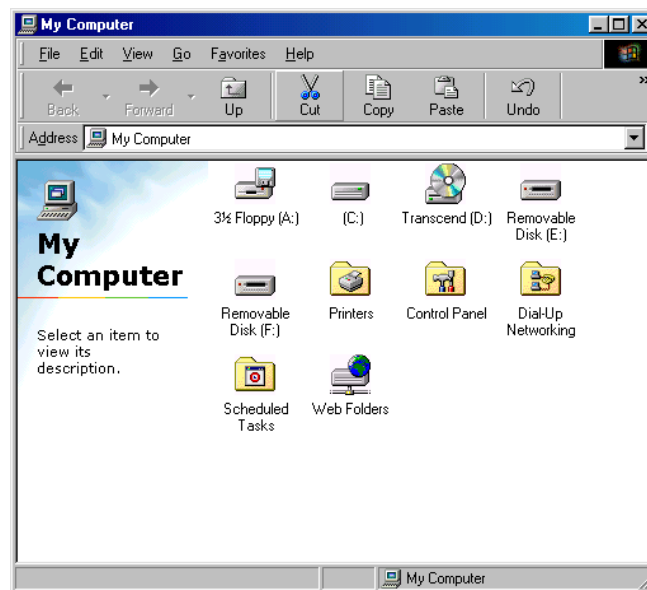 My Computer
File Edit View Go Favorites Help
Back Forward Up Cut Copy Paste Undo »
Address My Computer
My
Computer
Select an item to
view its
description.
3½ Floppy (A:) (C:) Transcend (D:) Removable
Disk (E:)
Removable
Disk (F:) Printers Control Panel Dial-Up
Networking
Scheduled
Tasks Web Folders
My Computer